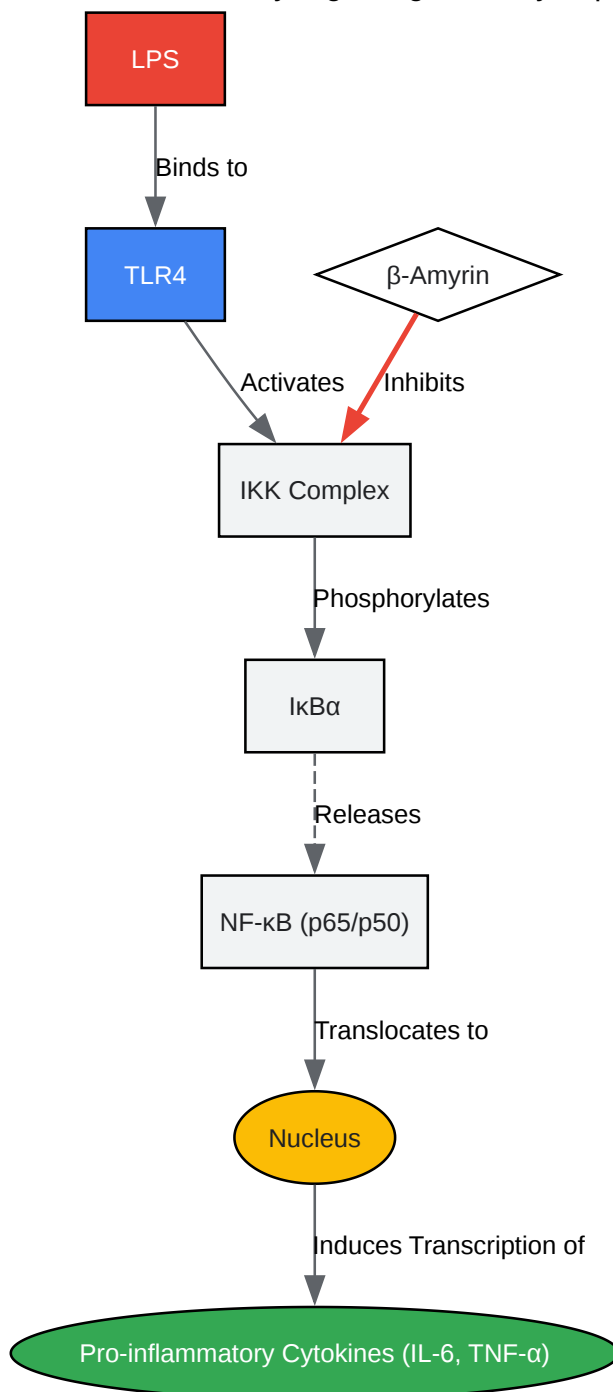 LPS
Binds to
TLR4
β-Amyrin
Activates
Inhibits
IKK Complex
Phosphorylates
IκBα
Releases
NF-κB (p65/p50)
Translocates to
Nucleus
Induces Transcription of
Pro-inflammatory Cytokines (IL-6, TNF-α)